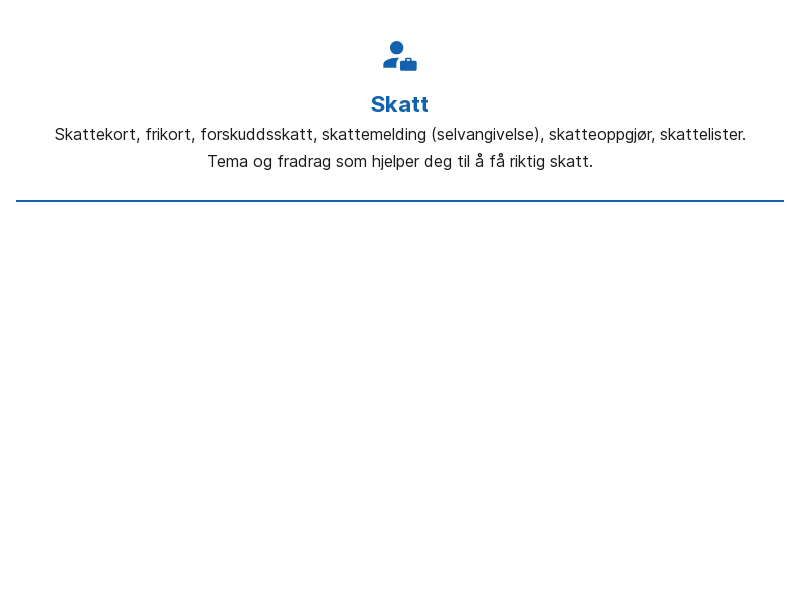 Skatt
Skattekort, frikort, forskuddsskatt, skattemelding (selvangivelse), skatteoppgjør, skattelister.
Tema og fradrag som hjelper deg til å få riktig skatt.